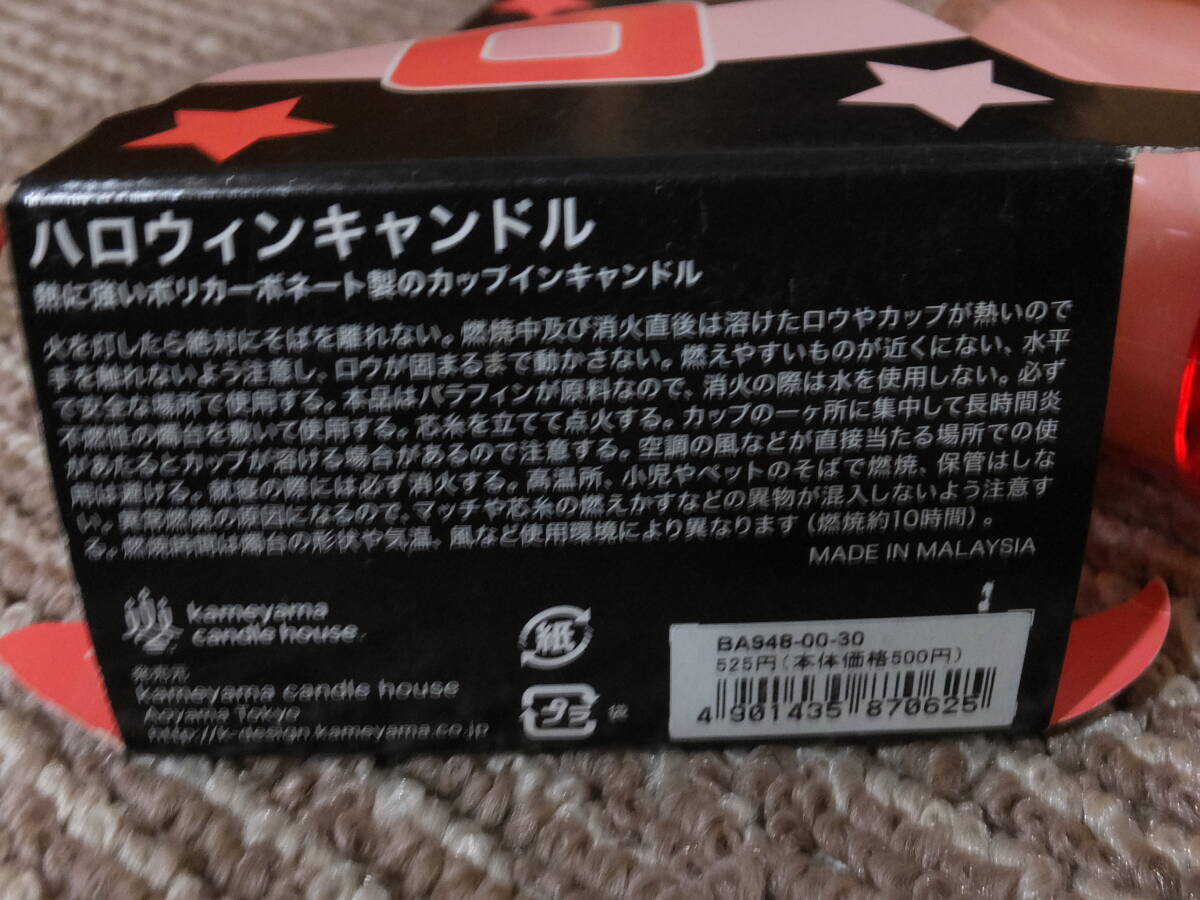 ハロウィンキャンドル
熱に強いポリカーボネート製のカップインキャンドル
火を灯したら絶対にそばを離れない。燃焼中及び消火直後は溶けたロウやカップが熱いので
手を触れないよう注意し、ロウが固まるまで動かさない。燃えやすいものが近くにない、水平
で安全な場所で使用する。本品はパラフィンが原料なので、消火の際は水を使用しない。必ず
不燃性の燭台を敷いて使用する。芯糸を立てて点火する。カップの一ヶ所に集中して長時間炎
があたるとカップが溶ける場合があるので注意する。空調の風などが直接当たる場所での使
用は避ける。就寝の際には必ず消火する。高温所、小児やペットのそばで燃焼、保管はしな
い。異常燃焼の原因になるので、マッチや芯糸の燃えかすなどの異物が混入しないよう注意す
る。燃焼時間は燭台の形状や気温、風など使用環境により異なります(燃焼約10時間)。
MADE IN MALAYSIA
kameyama
candle house
発売元
kameyama candle house
Aoyama Tokyo
http://k-design.kameyama.co.jp
紙
プラ 袋
BA948-00-30
525円(本体価格500円)
4 901435 870625